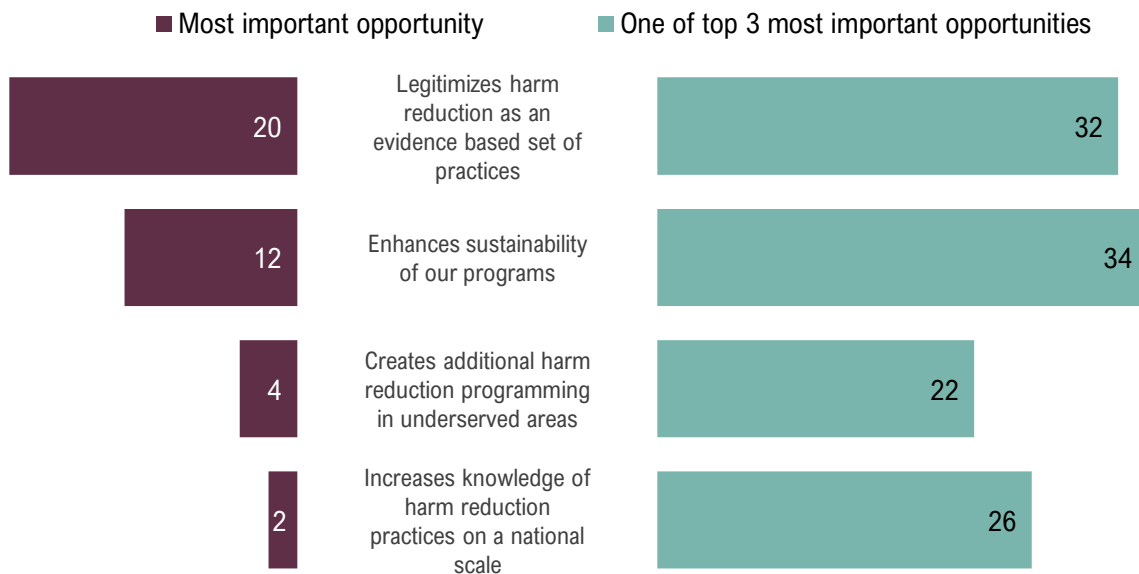 Most important opportunity
One of top 3 most important opportunities
20
Legitimizes harm
reduction as an
evidence based set of
practices
32
12
Enhances sustainability
of our programs
34
4
Creates additional harm
reduction programming
in underserved areas
22
2
Increases knowledge of
harm reduction
practices on a national
scale
26